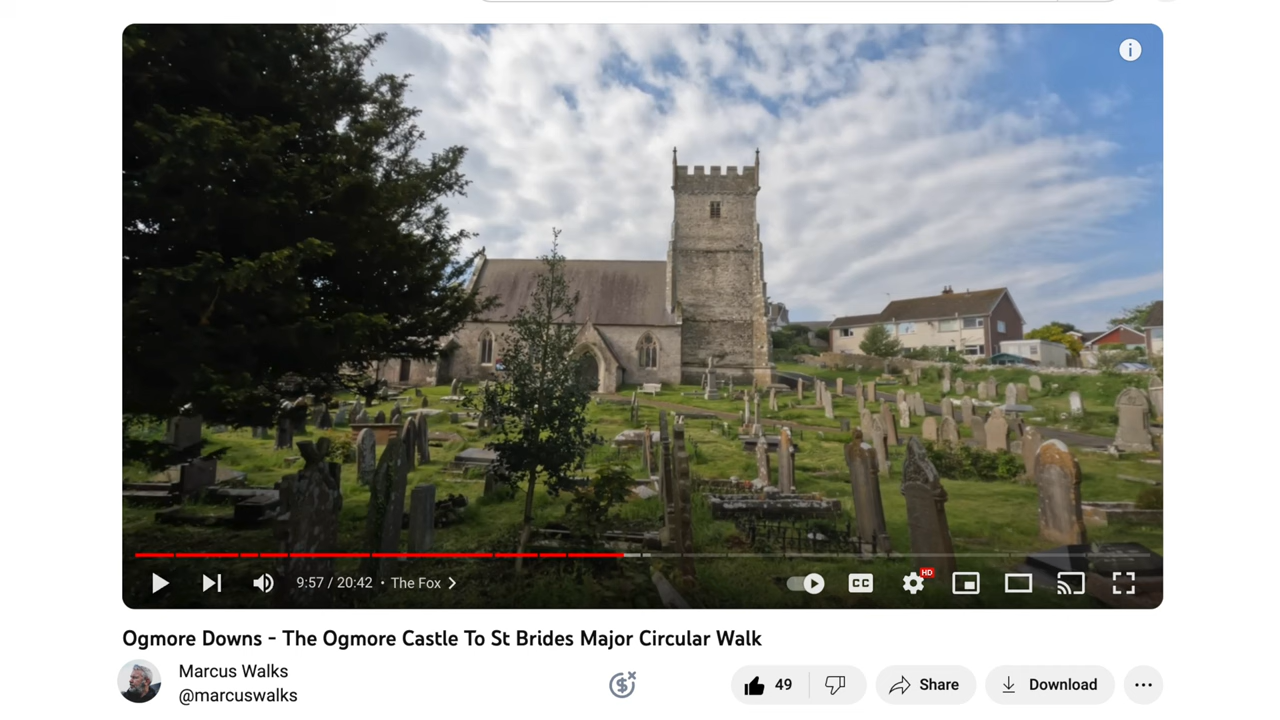 i
9:57 / 20:42 • The Fox >
CC
HD
Ogmore Downs - The Ogmore Castle To St Brides Major Circular Walk
Marcus Walks
@marcuswalks
49
Share
Download